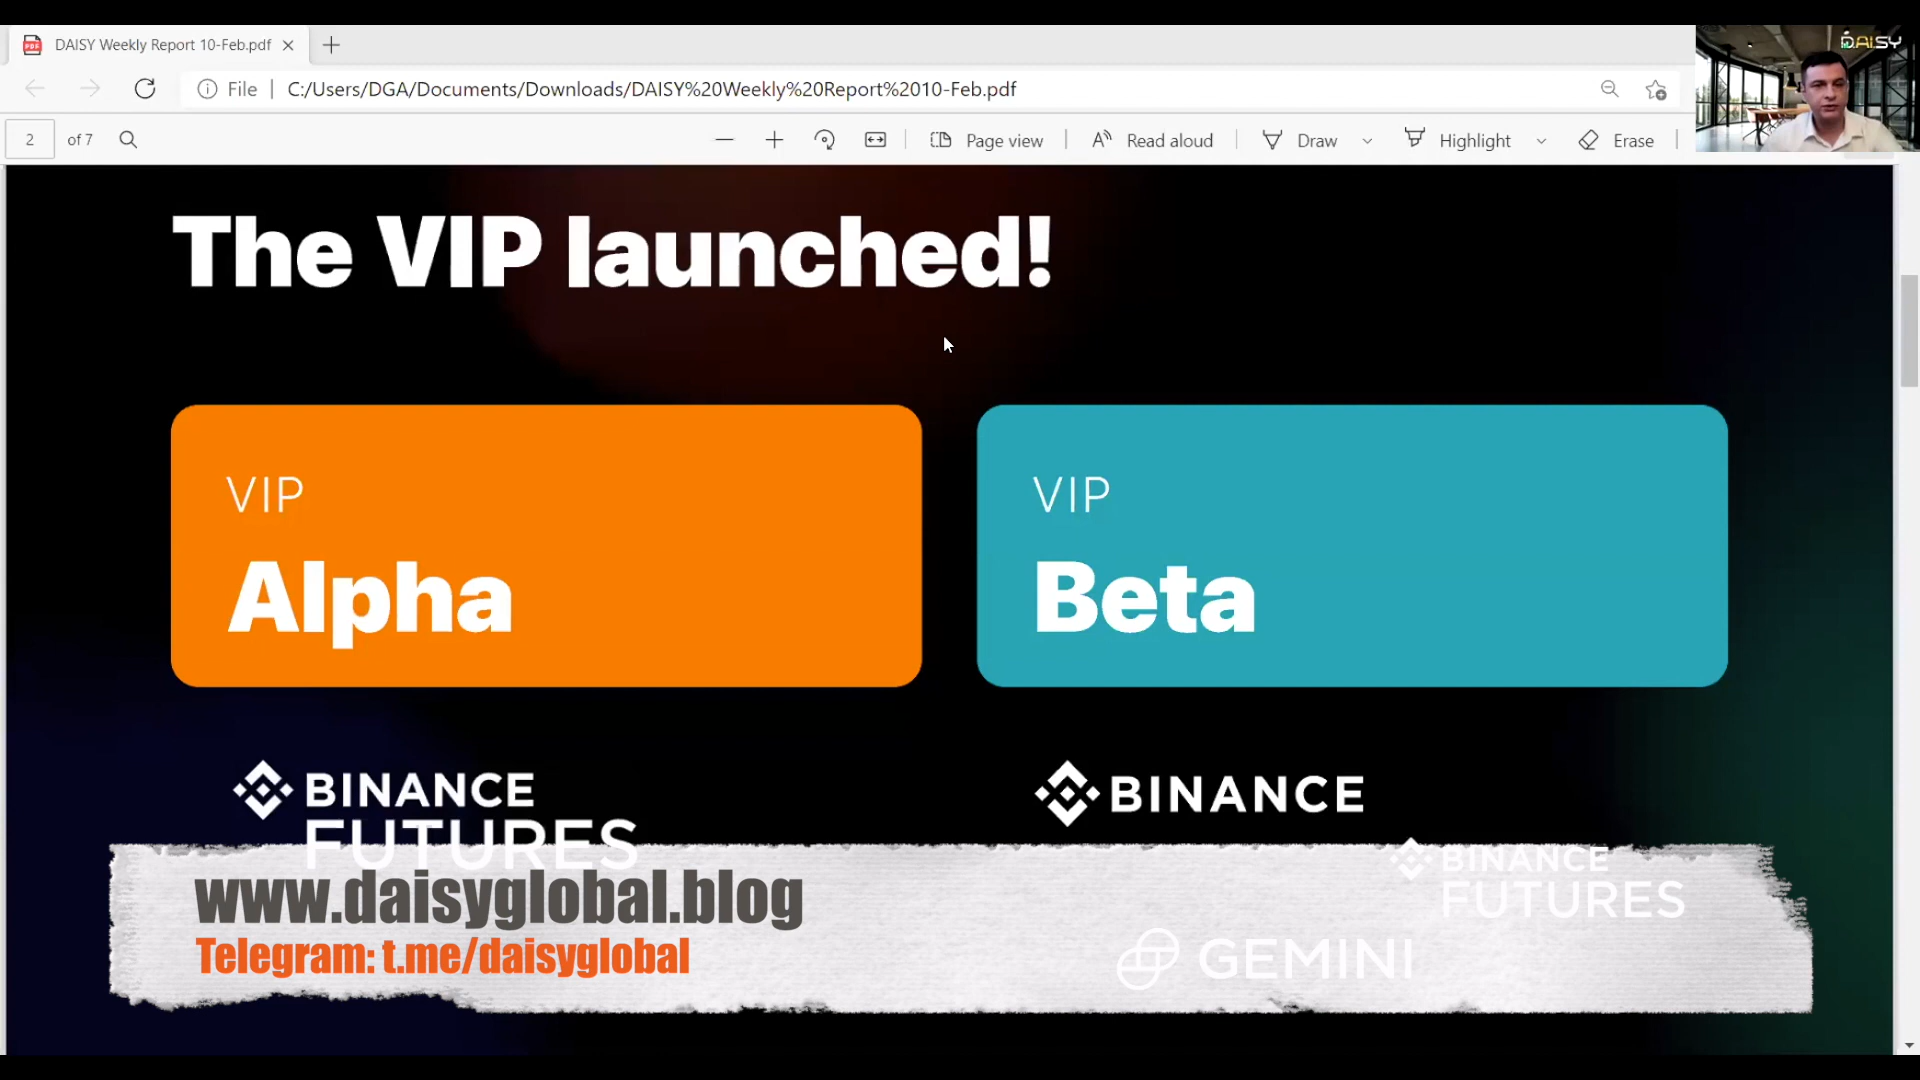 DAISY Weekly Report 10-Feb.pdf
DAISY
File
C:/Users/DGA/Documents/Downloads/DAISY%20Weekly%20Report%2010-Feb.pdf
2 of 7
Page view
Read aloud
Draw
Highlight
Erase
The VIP launched!
VIP
Alpha
VIP
Beta
BINANCE
FUTURES
BINANCE
BINANCE
FUTURES
GEMINI
www.daisyglobal.blog
Telegram: t.me/daisyglobal